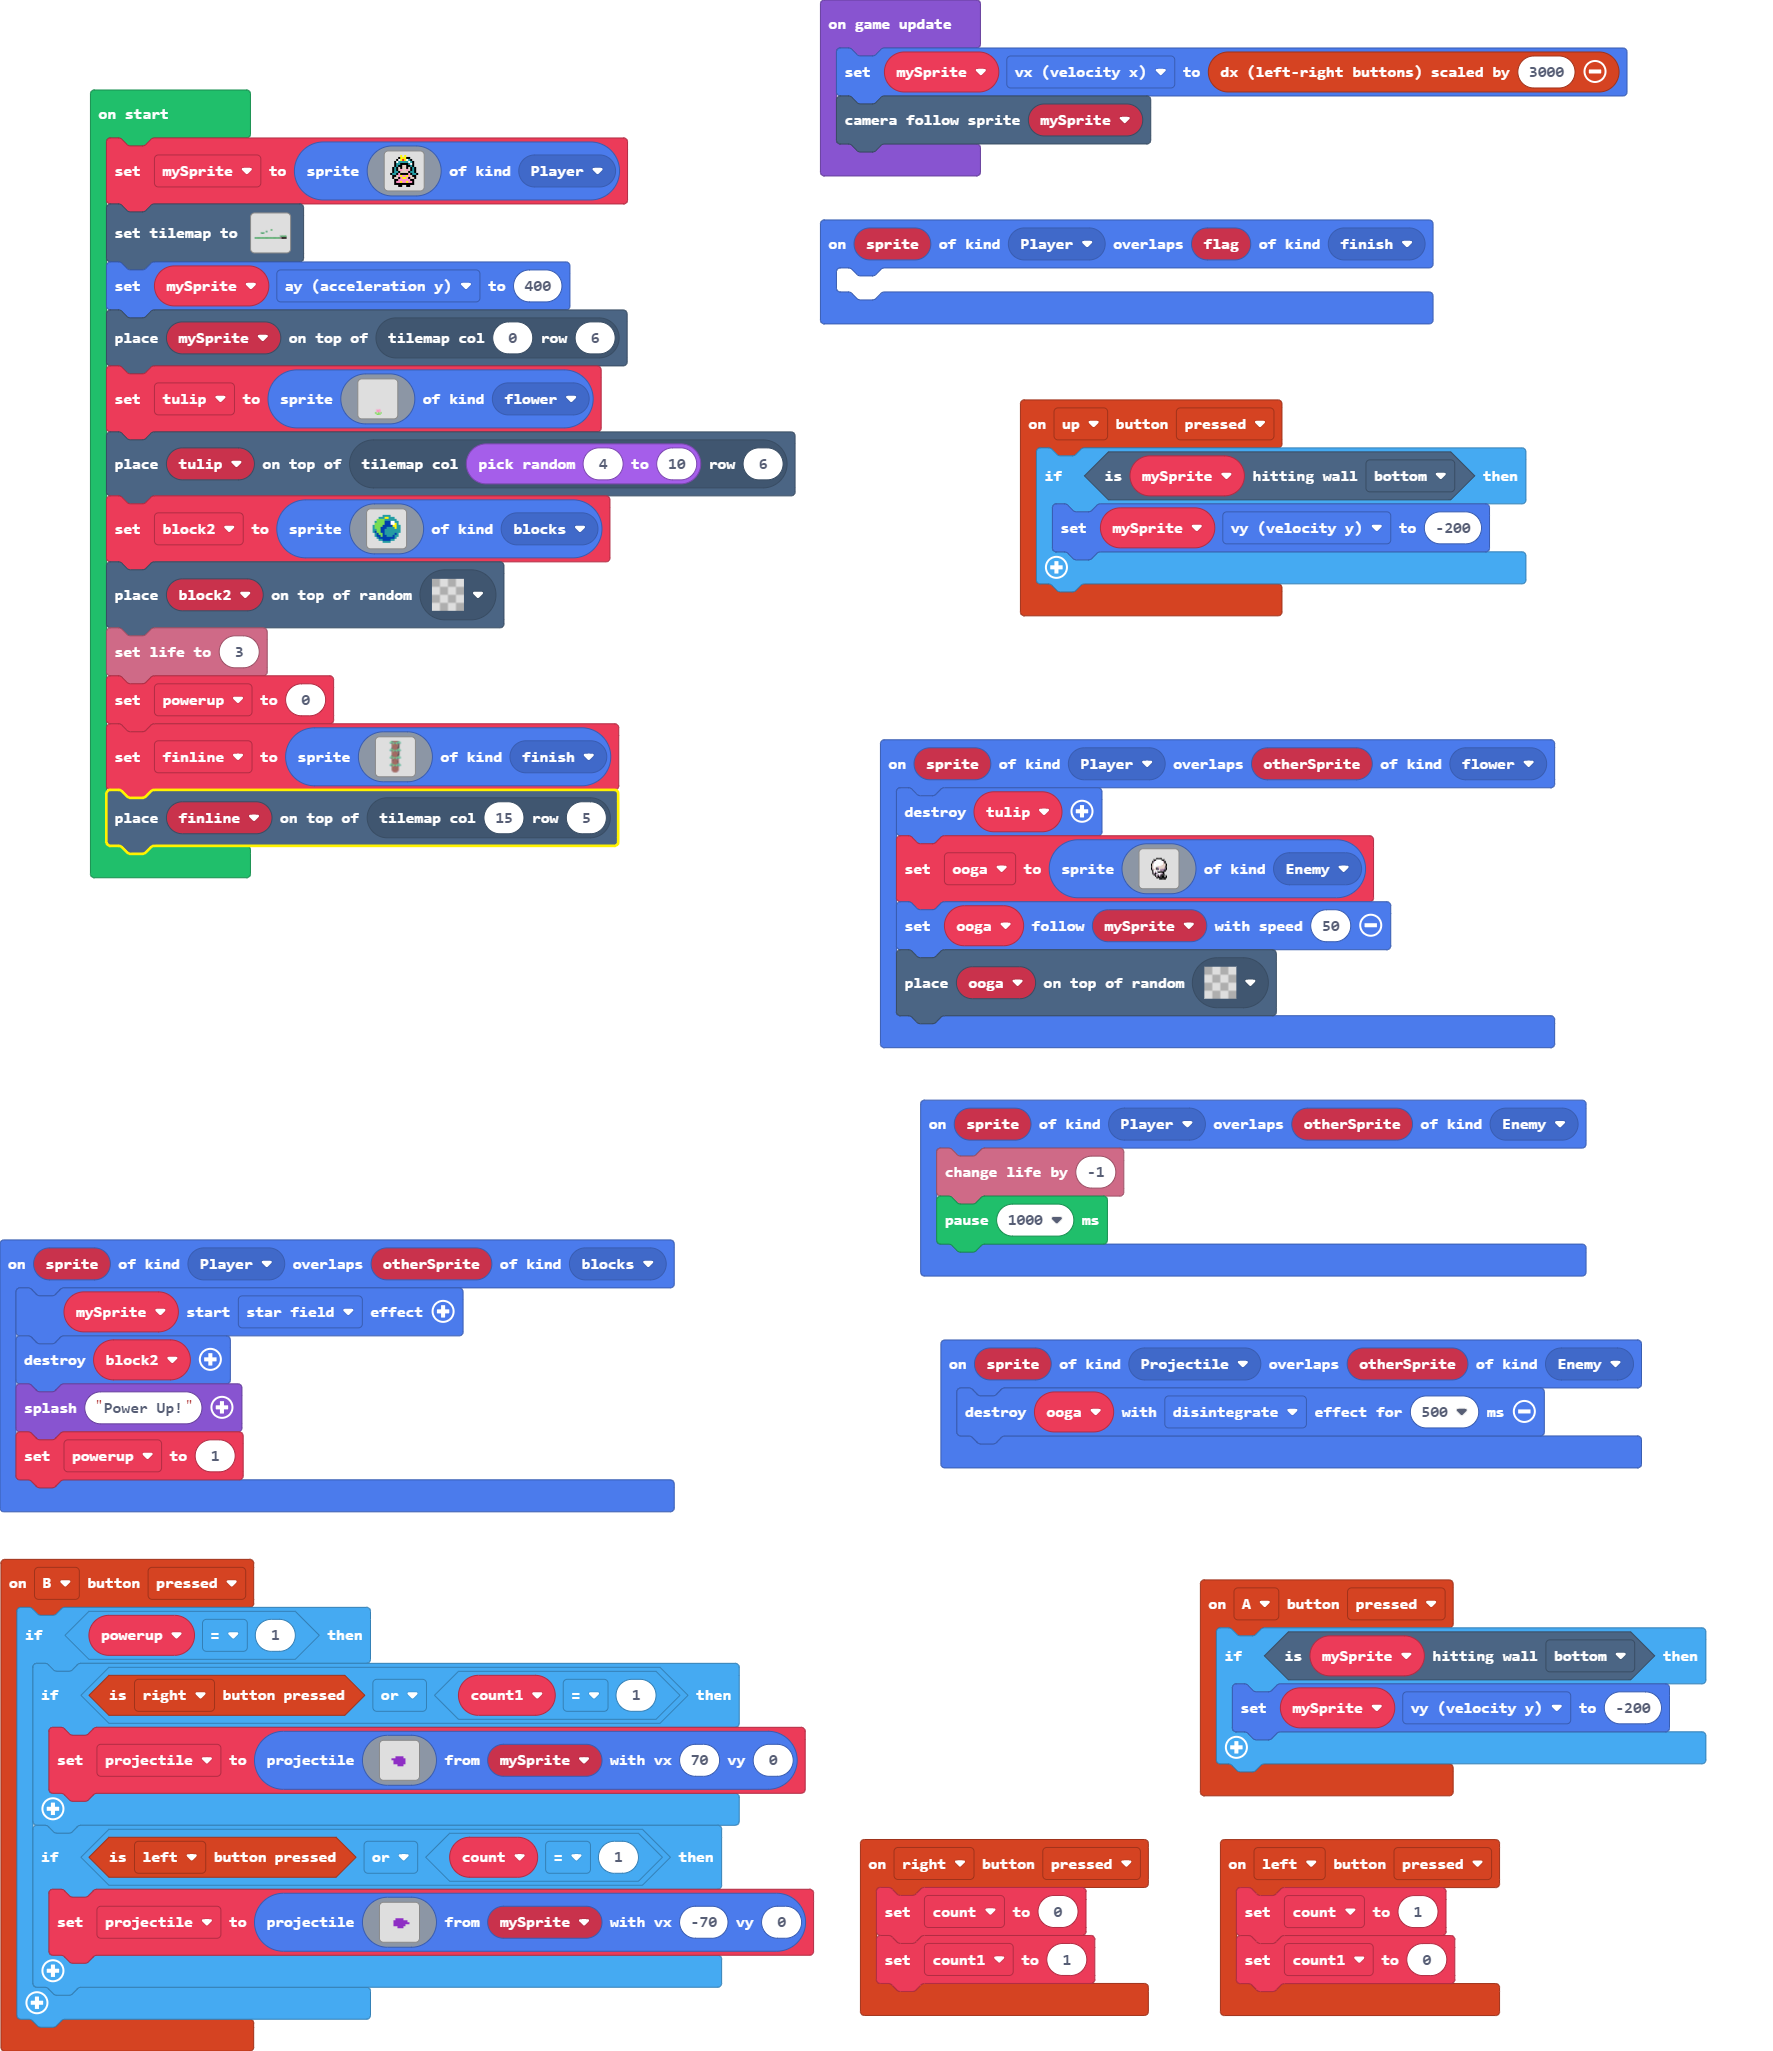 on start
set mySprite to sprite of kind Player
set tilemap to
set mySprite ay (acceleration y) to 400
place mySprite on top of tilemap col 0 row 6
set tulip to sprite of kind flower
place tulip on top of tilemap col pick random 4 to 10 row 6
set block2 to sprite of kind blocks
place block2 on top of random
set life to 3
set powerup to 0
set finline to sprite of kind finish
place finline on top of tilemap col 15 row 5
on game update
set mySprite vx (velocity x) to dx (left-right buttons) scaled by 3000
camera follow sprite mySprite
on sprite of kind Player overlaps flag of kind finish
on up button pressed
if is mySprite hitting wall bottom then
set mySprite vy (velocity y) to -200
on sprite of kind Player overlaps otherSprite of kind flower
destroy tulip
set ooga to sprite of kind Enemy
set ooga follow mySprite with speed 50
place ooga on top of random
on sprite of kind Player overlaps otherSprite of kind Enemy
change life by -1
pause 1000 ms
on sprite of kind Player overlaps otherSprite of kind blocks
mySprite start star field effect
destroy block2
splash "Power Up!"
set powerup to 1
on sprite of kind Projectile overlaps otherSprite of kind Enemy
destroy ooga with disintegrate effect for 500 ms
on B button pressed
if powerup = 1 then
if is right button pressed or count1 = 1 then
set projectile to projectile from mySprite with vx 70 vy 0
if is left button pressed or count = 1 then
set projectile to projectile from mySprite with vx -70 vy 0
on A button pressed
if is mySprite hitting wall bottom then
set mySprite vy (velocity y) to -200
on right button pressed
set count to 0
set count1 to 1
on left button pressed
set count to 1
set count1 to 0